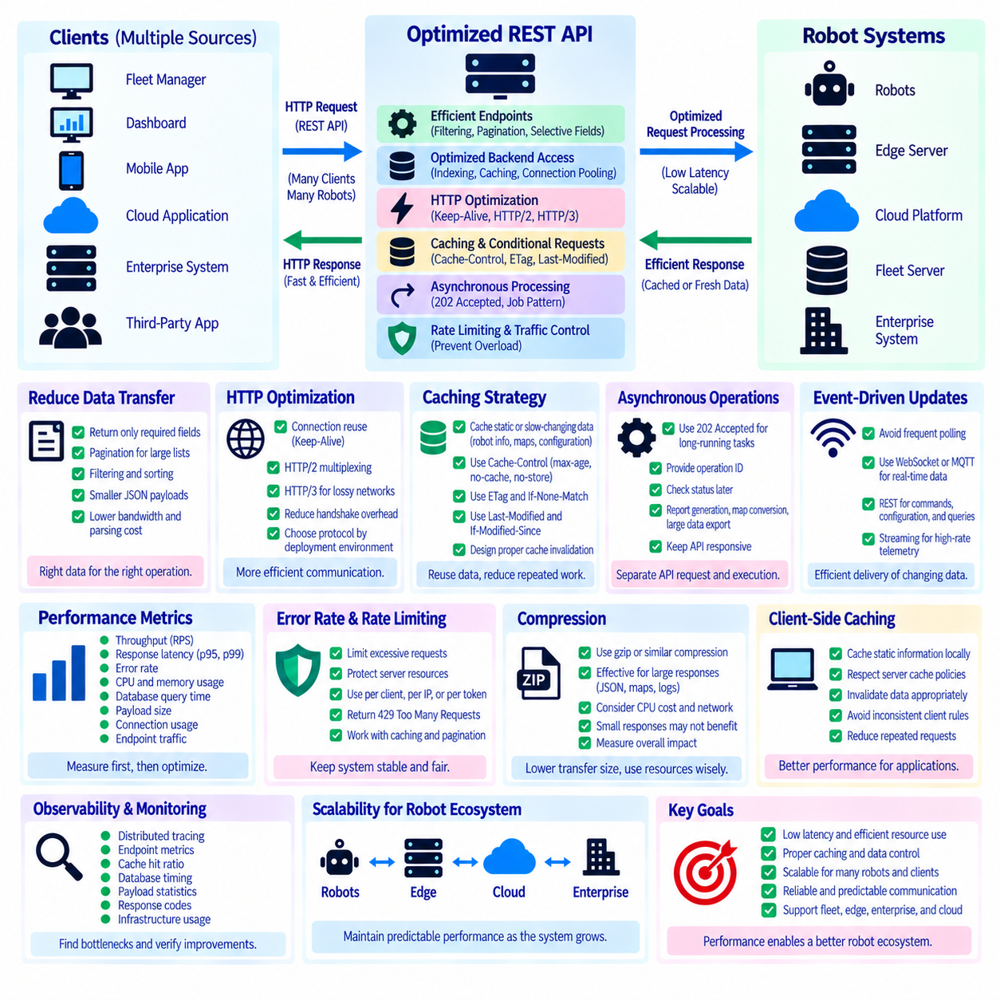 Clients (Multiple Sources)
Fleet Manager
Dashboard
Mobile App
Cloud Application
Enterprise System
Third-Party App
HTTP Request
(REST API)
(Many Clients
Many Robots)
HTTP Response
(Fast & Efficient)
Optimized REST API
Efficient Endpoints
(Filtering, Pagination, Selective Fields)
Optimized Backend Access
(Indexing, Caching, Connection Pooling)
HTTP Optimization
(Keep-Alive, HTTP/2, HTTP/3)
Caching & Conditional Requests
(Cache-Control, ETag, Last-Modified)
Asynchronous Processing
(202 Accepted, Job Pattern)
Rate Limiting & Traffic Control
(Prevent Overload)
Optimized
Request Processing
(Low Latency
Scalable)
Efficient Response
(Cached or Fresh Data)
Robot Systems
Robots
Edge Server
Cloud Platform
Fleet Server
Enterprise
System
Reduce Data Transfer
Return only required fields
Pagination for large lists
Filtering and sorting
Smaller JSON payloads
Lower bandwidth and
parsing cost
Right data for the right operation.
HTTP Optimization
Connection reuse
(Keep-Alive)
HTTP/2 multiplexing
HTTP/3 for lossy networks
Reduce handshake overhead
Choose protocol by
deployment environment
More efficient communication.
Caching Strategy
Cache static or slow-changing data
(robot info, maps, configuration)
Use Cache-Control (max-age,
no-cache, no-store)
Use ETag and If-None-Match
Use Last-Modified and
If-Modified-Since
Design proper cache invalidation
Reuse data, reduce repeated work.
Asynchronous Operations
Use 202 Accepted for
long-running tasks
Provide operation ID
Check status later
Report generation, map conversion,
large data export
Keep API responsive
Separate API request and execution.
Event-Driven Updates
Avoid frequent polling
Use WebSocket or MQTT
for real-time data
REST for commands,
configuration, and queries
Streaming for high-rate
telemetry
Efficient delivery of changing data.
Performance Metrics
Throughput (RPS)
Response latency (p95, p99)
Error rate
CPU and memory usage
Database query time
Payload size
Connection usage
Endpoint traffic
Measure first, then optimize.
Error Rate & Rate Limiting
Limit excessive requests
Protect server resources
Use per client, per IP, or per token
Return 429 Too Many Requests
Work with caching and pagination
Keep system stable and fair.
Compression
ZIP
Use gzip or similar compression
Effective for large responses
(JSON, maps, logs)
Consider CPU cost and network
Small responses may not benefit
Measure overall impact
Lower transfer size, use resources wisely.
Client-Side Caching
Cache static information locally
Respect server cache policies
Invalidate data appropriately
Avoid inconsistent client rules
Reduce repeated requests
Better performance for applications.
Observability & Monitoring
Distributed tracing
Endpoint metrics
Cache hit ratio
Database timing
Payload statistics
Response codes
Infrastructure usage
Find bottlenecks and verify improvements.
Scalability for Robot Ecosystem
Robots
Edge
Cloud
Enterprise
Maintain predictable performance as the system grows.
Key Goals
Low latency and efficient resource use
Proper caching and data control
Scalable for many robots and clients
Reliable and predictable communication
Support fleet, edge, enterprise, and cloud
Performance enables a better robot ecosystem.